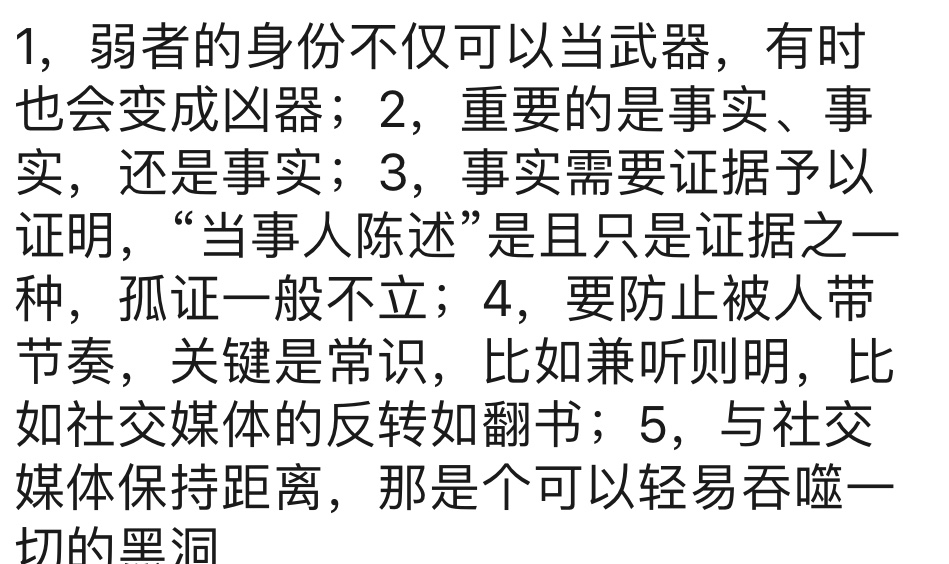 1，弱者的身份不仅可以当武器，有时
也会变成凶器；2，重要的是事实、事
实，还是事实；3，事实需要证据予以
证明，“当事人陈述”是且只是证据之一
种，孤证一般不立；4，要防止被人带
节奏，关键是常识，比如兼听则明，比
如社交媒体的反转如翻书；5，与社交
媒体保持距离，那是个可以轻易吞噬一
切的黑洞